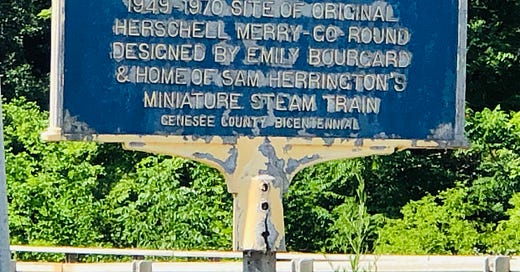 1949-1970 SITE OF ORIGINAL
HERSCHELL MERRY-GO-ROUND
DESIGNED BY EMILY BOURGARD
& HOME OF SAM HERRINGTON'S
MINIATURE STEAM TRAIN
GENESEE COUNTY BICENTENNIAL